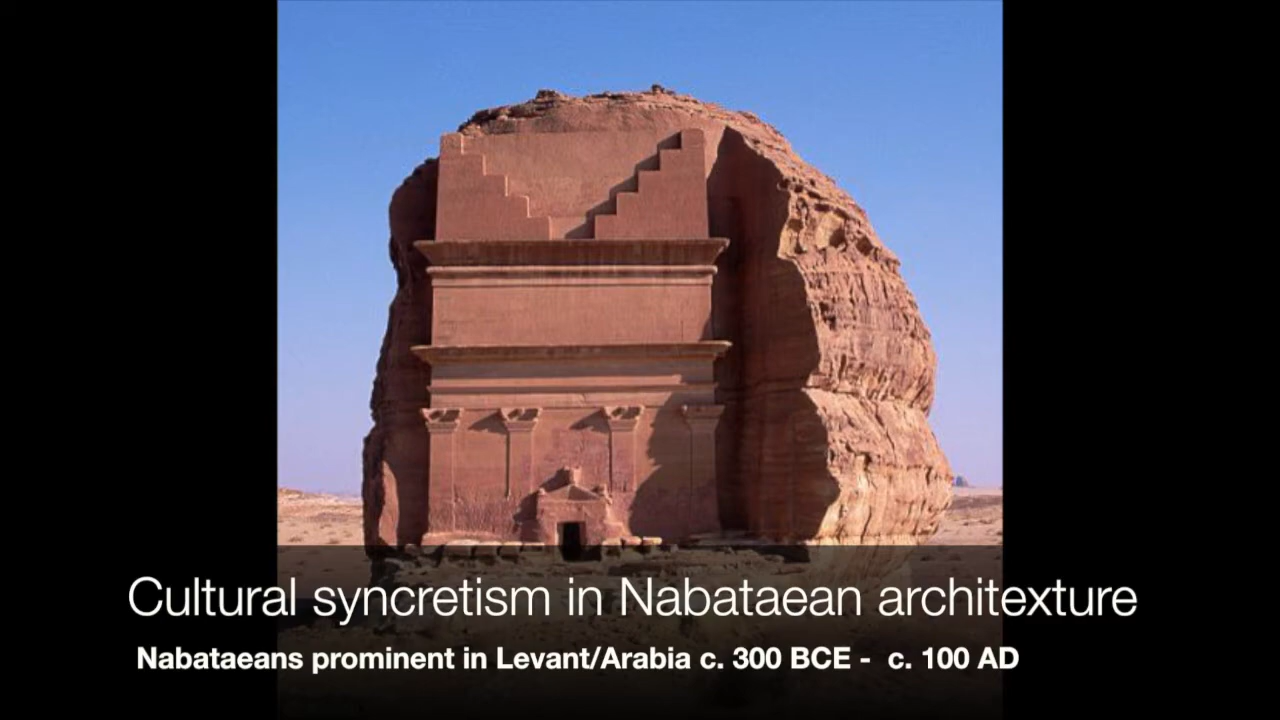 Cultural syncretism in Nabataean architexture
Nabataeans prominent in Levant/Arabia c. 300 BCE - c. 100 AD